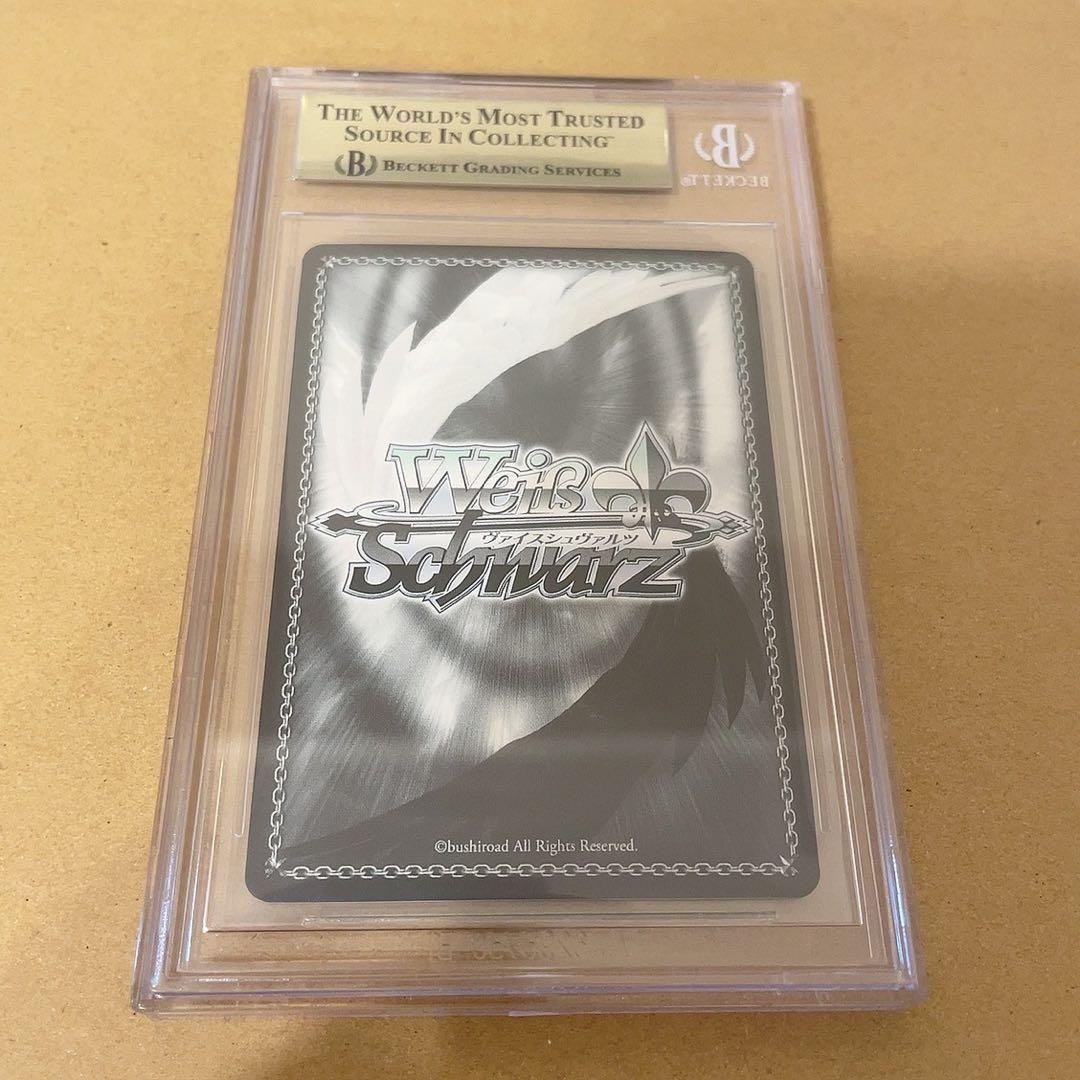 THE WORLD'S MOST TRUSTED
SOURCE IN COLLECTING™
B BECKETT GRADING SERVICES
B
BECKETT®
Weiß
ヴァイスシュヴァルツ
Schwarz
©bushiroad All Rights Reserved.